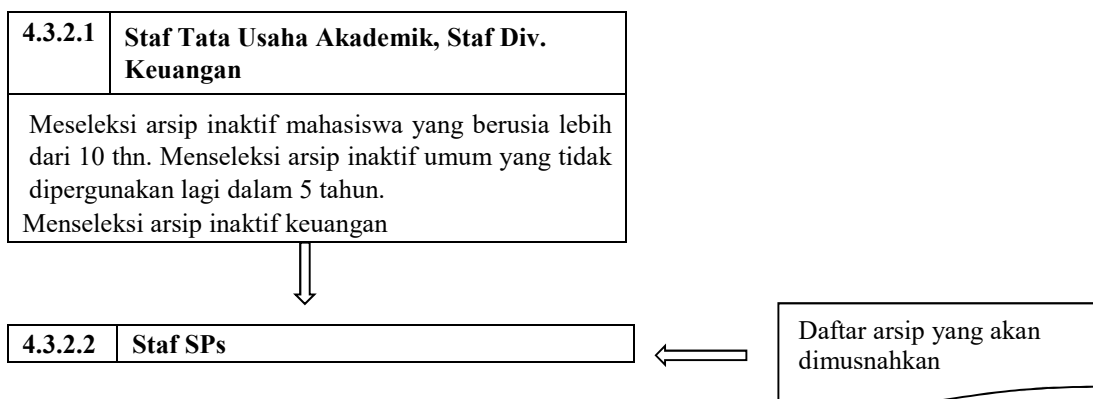 4.3.2.1 Staf Tata Usaha Akademik, Staf Div.
Keuangan
Meseleksi arsip inaktif mahasiswa yang berusia lebih
dari 10 thn. Menseleksi arsip inaktif umum yang tidak
dipergunakan lagi dalam 5 tahun.
Menseleksi arsip inaktif keuangan
4.3.2.2 Staf SPs
Daftar arsip yang akan
dimusnahkan